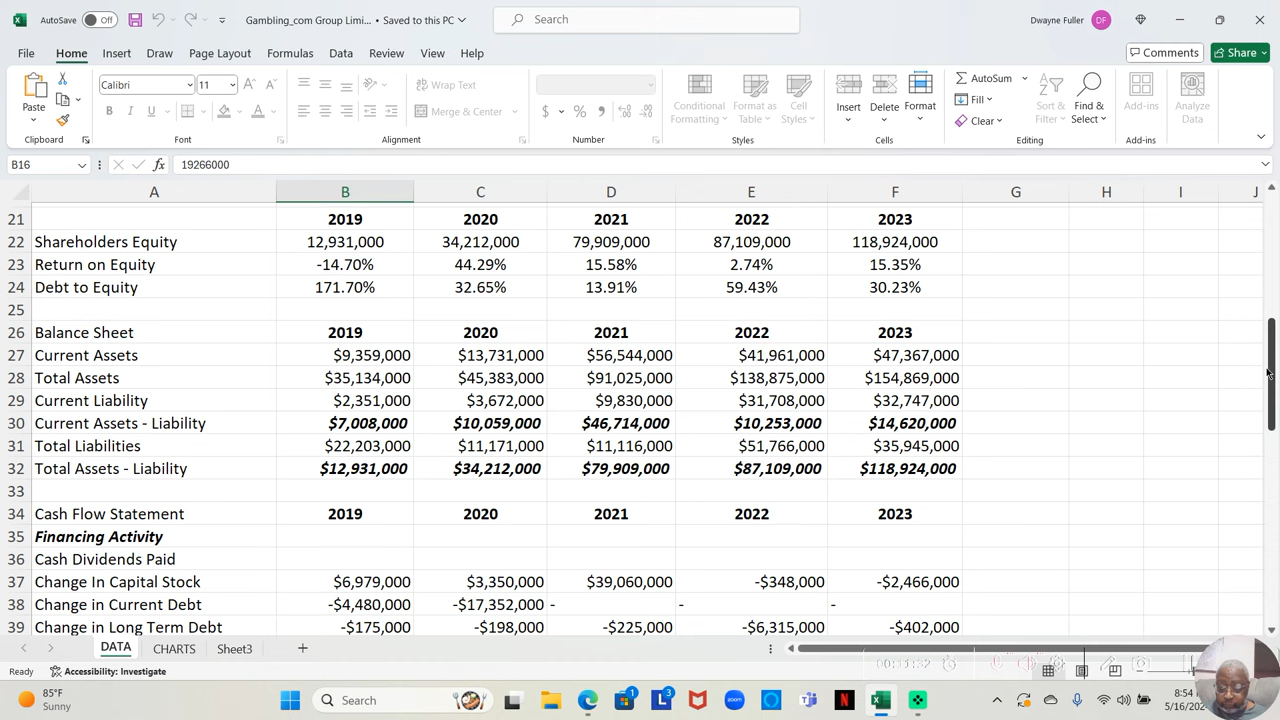 AutoSave Off Gambling_com Group Limi... • Saved to this PC Search Dwayne Fuller DF
File Home Insert Draw Page Layout Formulas Data Review View Help Comments Share
Paste Calibri 11 A A Wrap Text AutoSum
B I U Merge & Center $ % Conditional Formatting Format as Table Cell Styles Insert Delete Format Fill Clear Sort & Filter Find & Select Add-ins Analyze Data
Clipboard Font Alignment Number Styles Cells Editing Add-ins
B16 fx 19266000
A B C D E F G H I J
21 2019 2020 2021 2022 2023
22 Shareholders Equity 12,931,000 34,212,000 79,909,000 87,109,000 118,924,000
23 Return on Equity -14.70% 44.29% 15.58% 2.74% 15.35%
24 Debt to Equity 171.70% 32.65% 13.91% 59.43% 30.23%
25
26 Balance Sheet 2019 2020 2021 2022 2023
27 Current Assets $9,359,000 $13,731,000 $56,544,000 $41,961,000 $47,367,000
28 Total Assets $35,134,000 $45,383,000 $91,025,000 $138,875,000 $154,869,000
29 Current Liability $2,351,000 $3,672,000 $9,830,000 $31,708,000 $32,747,000
30 Current Assets - Liability $7,008,000 $10,059,000 $46,714,000 $10,253,000 $14,620,000
31 Total Liabilities $22,203,000 $11,171,000 $11,116,000 $51,766,000 $35,945,000
32 Total Assets - Liability $12,931,000 $34,212,000 $79,909,000 $87,109,000 $118,924,000
33
34 Cash Flow Statement 2019 2020 2021 2022 2023
35 Financing Activity
36 Cash Dividends Paid
37 Change In Capital Stock $6,979,000 $3,350,000 $39,060,000 -$348,000 -$2,466,000
38 Change in Current Debt -$4,480,000 -$17,352,000 - - -
39 Change in Long Term Debt -$175,000 -$198,000 -$225,000 -$6,315,000 -$402,000
DATA CHARTS Sheet3
Ready Accessibility: Investigate
85°F
Sunny
Search
8:54
5/16/202